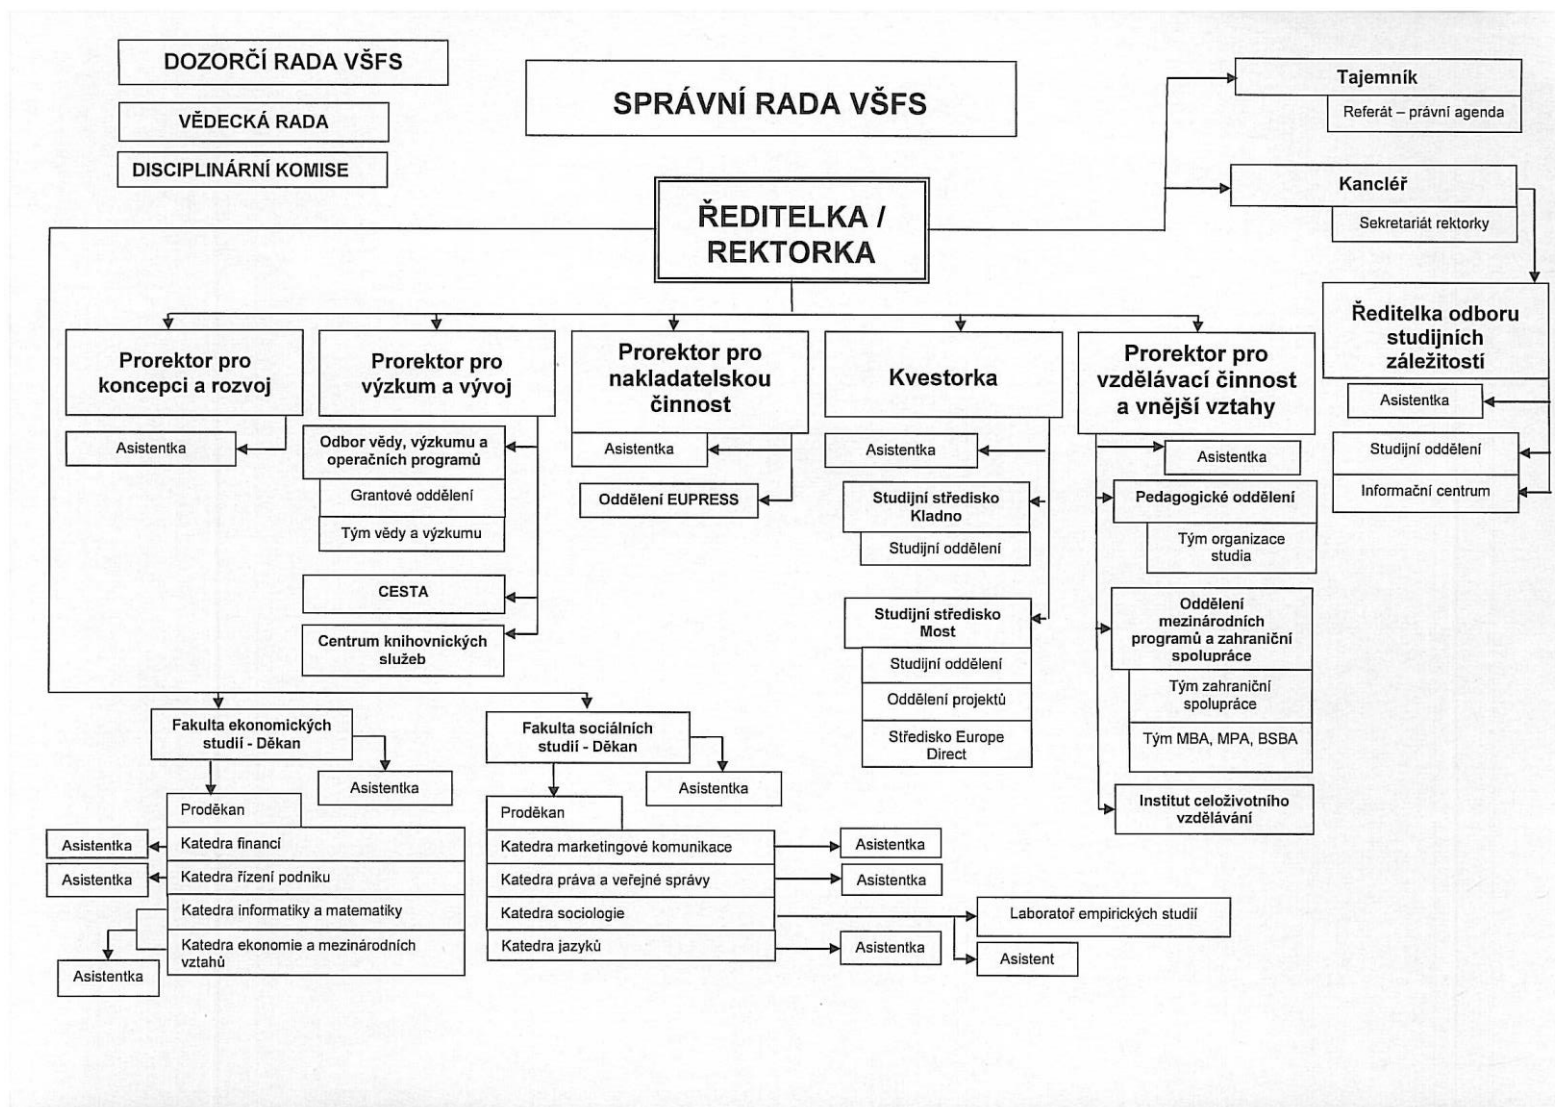 DOZORČÍ RADA VŠFS
VĚDECKÁ RADA
DISCIPLINÁRNÍ KOMISE
SPRÁVNÍ RADA VŠFS
ŘEDITELKA /
REKTORKA
Tajemník
Referát – právní agenda
Kancléř
Sekretariát rektorky
Ředitelka odboru
studijních
záležitostí
Asistentka
Studijní oddělení
Informační centrum
Prorektor pro
koncepci a rozvoj
Asistentka
Prorektor pro
výzkum a vývoj
Odbor vědy, výzkumu a
operačních programů
Grantové oddělení
Tým vědy a výzkumu
CESTA
Centrum knihovnických
služeb
Prorektor pro
nakladatelskou
činnost
Asistentka
Oddělení EUPRESS
Kvestorka
Asistentka
Studijní středisko
Kladno
Studijní oddělení
Studijní středisko
Most
Studijní oddělení
Oddělení projektů
Středisko Europe
Direct
Prorektor pro
vzdělávací činnost
a vnější vztahy
Asistentka
Pedagogické oddělení
Tým organizace
studia
Oddělení
mezinárodních
programů a zahraniční
spolupráce
Tým zahraniční
spolupráce
Tým MBA, MPA, BSBA
Institut celoživotního
vzdělávání
Fakulta ekonomických
studií - Děkan
Asistentka
Proděkan
Katedra financí
Asistentka
Katedra řízení podniku
Asistentka
Katedra informatiky a matematiky
Katedra ekonomie a mezinárodních
vztahů
Asistentka
Fakulta sociálních
studií - Děkan
Asistentka
Proděkan
Katedra marketingové komunikace
Asistentka
Katedra práva a veřejné správy
Asistentka
Katedra sociologie
Laboratoř empirických studií
Asistent
Katedra jazyků
Asistentka